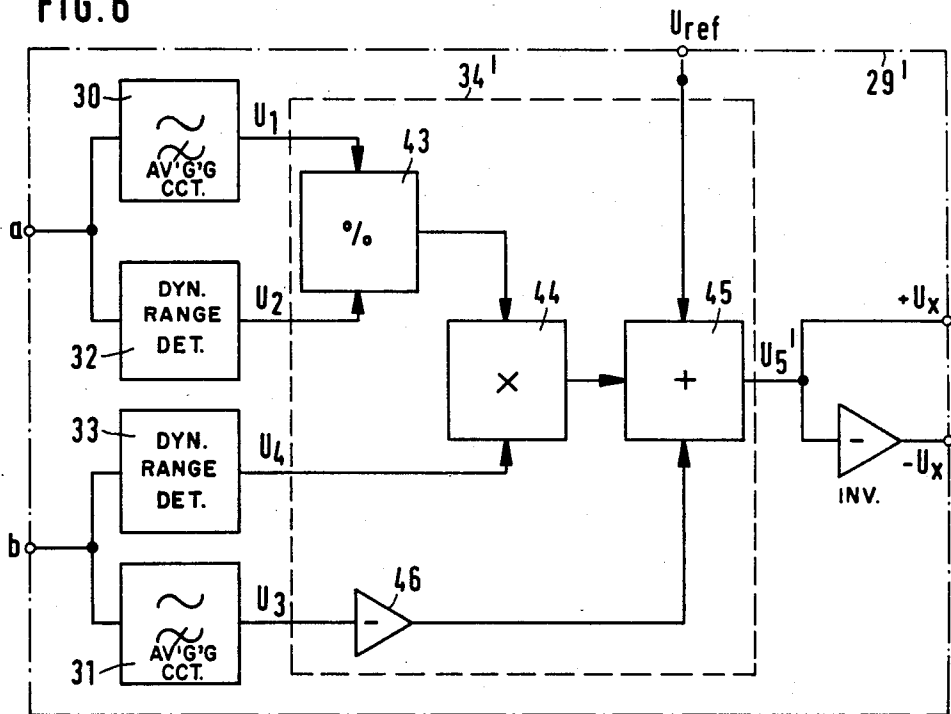 FIG. 6
Uref
34'
29'
30
AV'G'G
CCT.
U1
43
%
a
DYN.
RANGE
DET.
32
U2
44
×
45
+
U5'
+Ux
33
DYN.
RANGE
DET.
U4
-
-Ux
INV.
b
AV'G'G
CCT.
31
U3
46
-